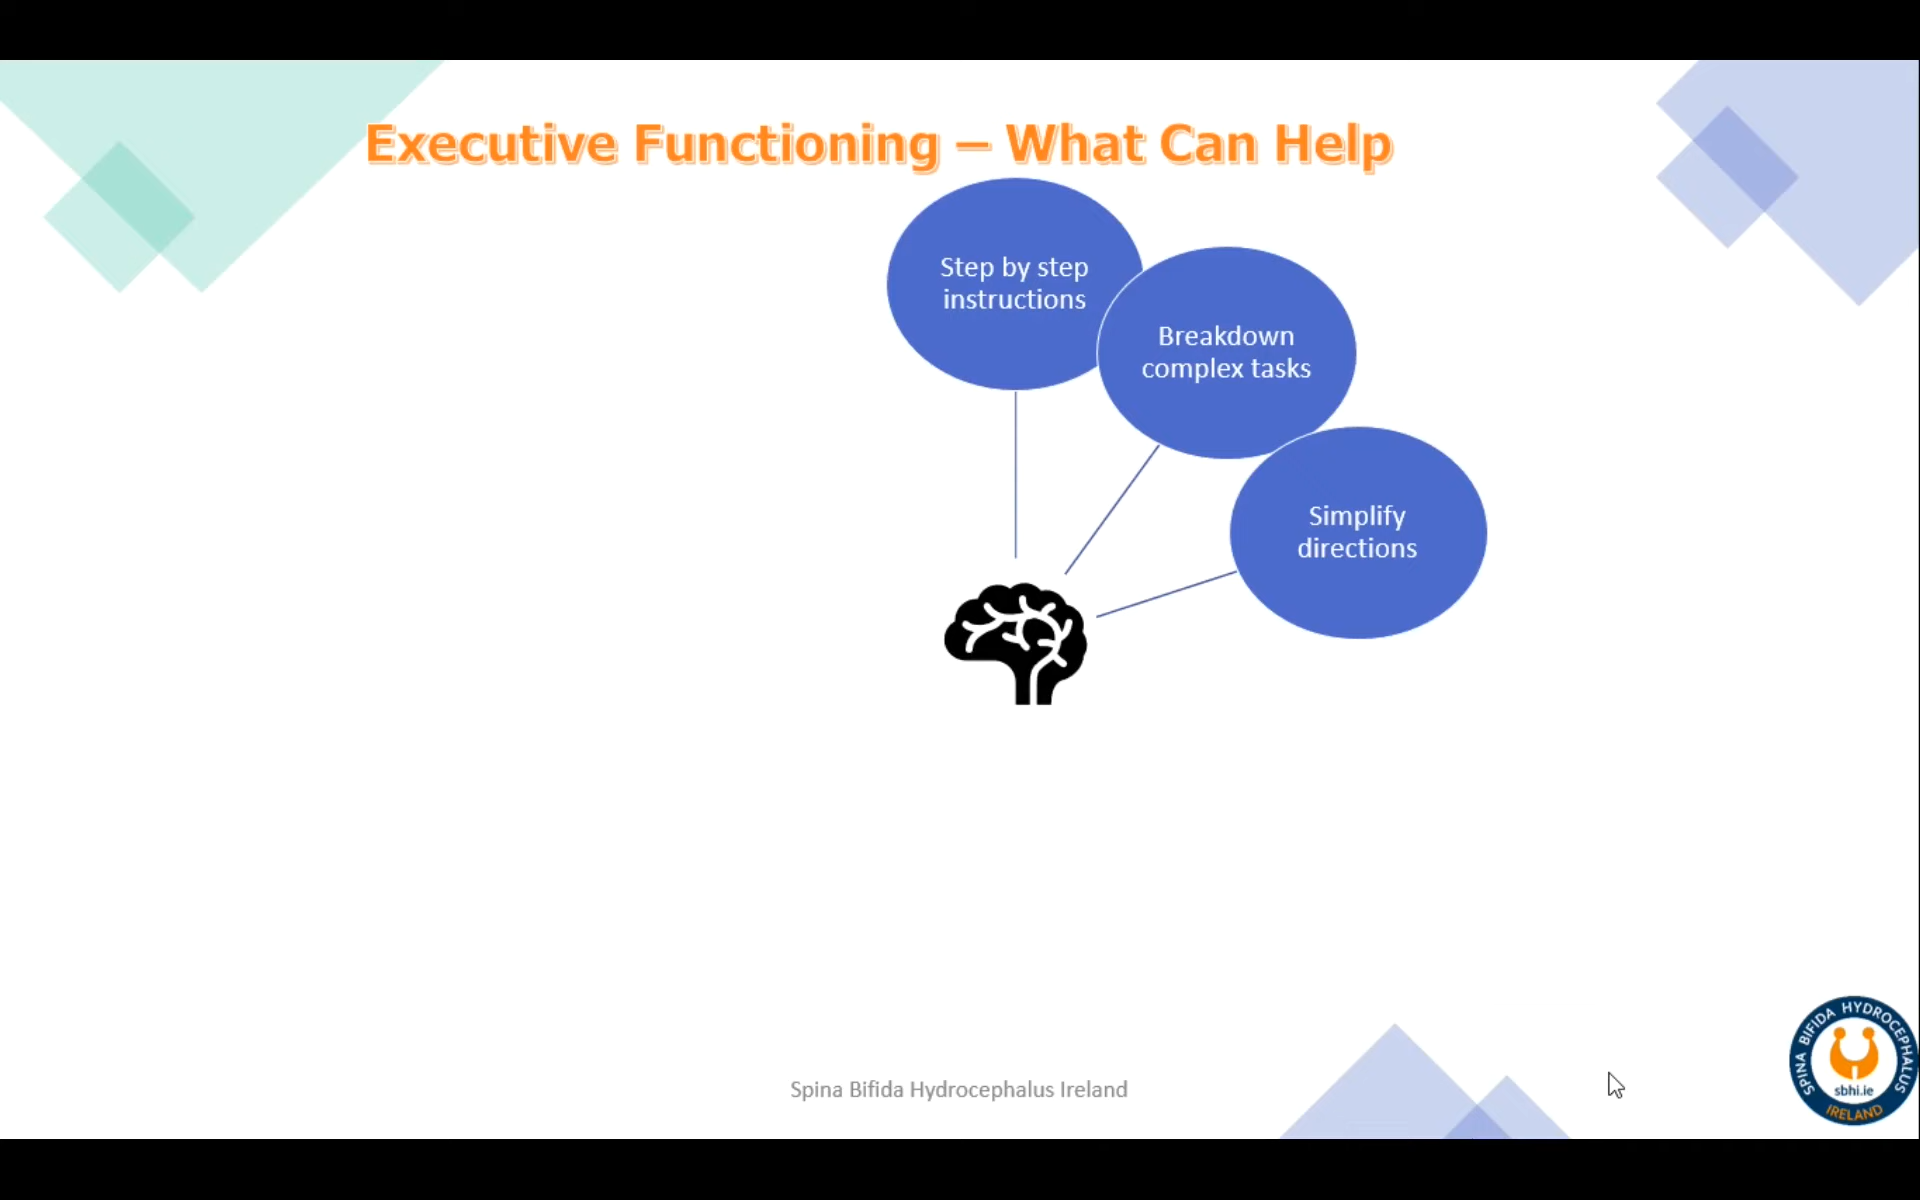 Executive Functioning – What Can Help
Step by step
instructions
Breakdown
complex tasks
Simplify
directions
Spina Bifida Hydrocephalus Ireland
SPINA BIFIDA HYDROCEPHALUS
sbhi.ie
IRELAND